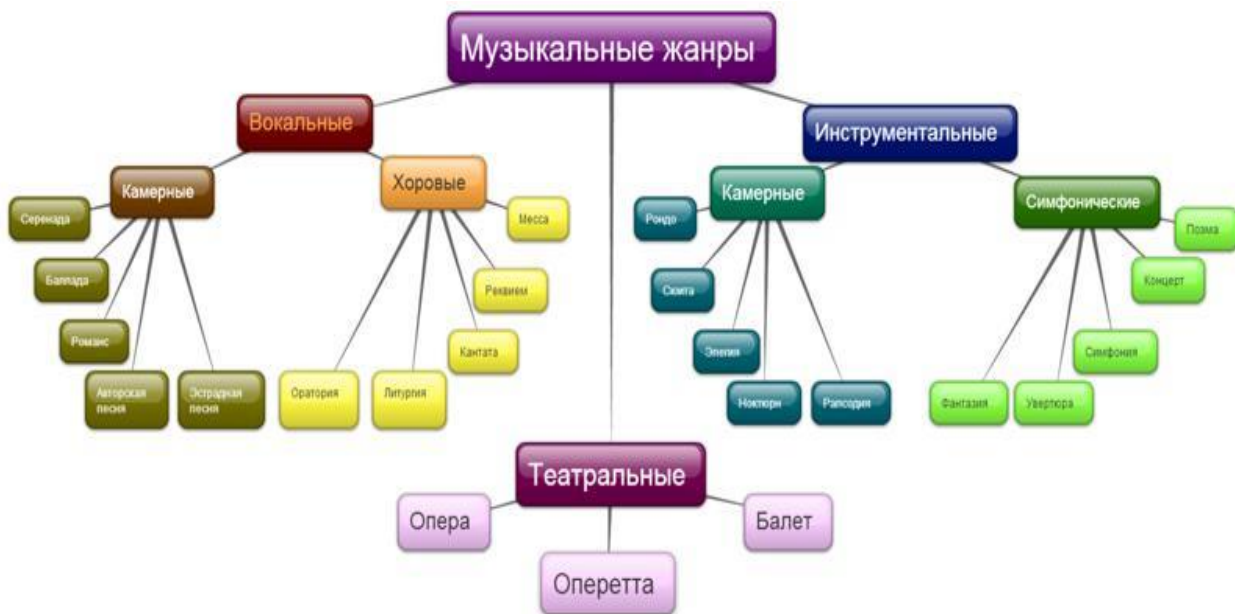 Музыкальные жанры
Вокальные
Инструментальные
Камерные
Хоровые
Камерные
Симфонические
Серенада
Баллада
Романс
Авторская
песня
Эстрадная
песня
Месса
Реквием
Кантата
Оратория
Литургия
Рондо
Сюита
Элегия
Ноктюрн
Рапсодия
Поэма
Концерт
Симфония
Фантазия
Увертюра
Театральные
Опера
Оперетта
Балет